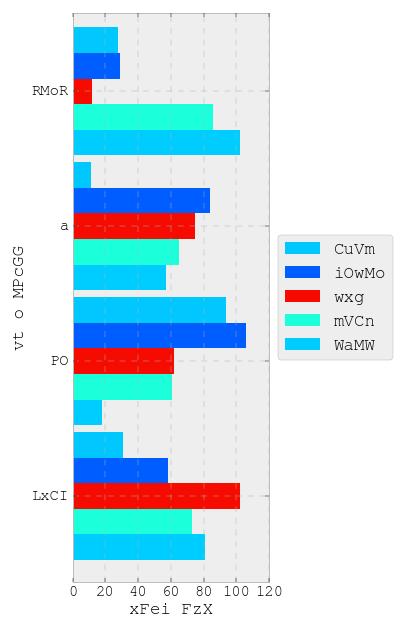 RMoR
a
PO
LxCI
vt o MPcGG
0 20 40 60 80 100 120
xFei FzX
CuVm
iOwMo
wxg
mVCn
WaMW